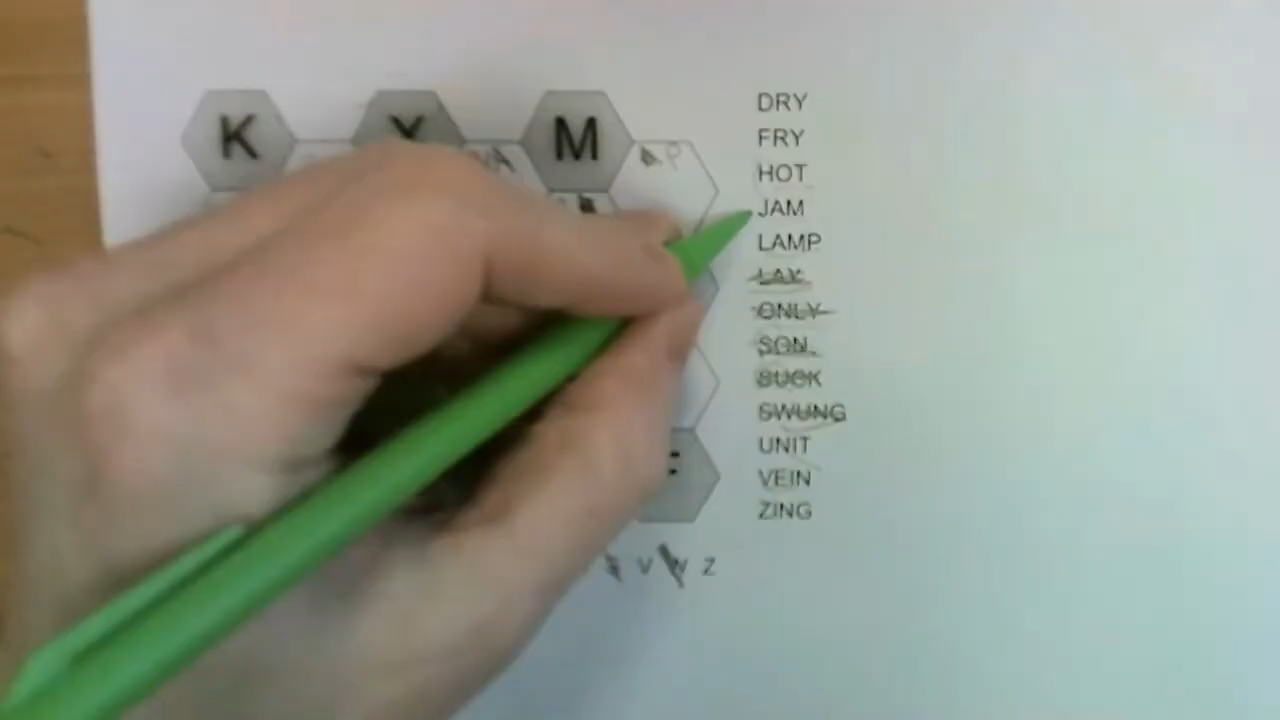 K Y M
P
DRY
FRY
HOT
JAM
LAMP
LAY
ONLY
SON
SUCK
SWUNG
UNIT
VEIN
ZING
S V W Z